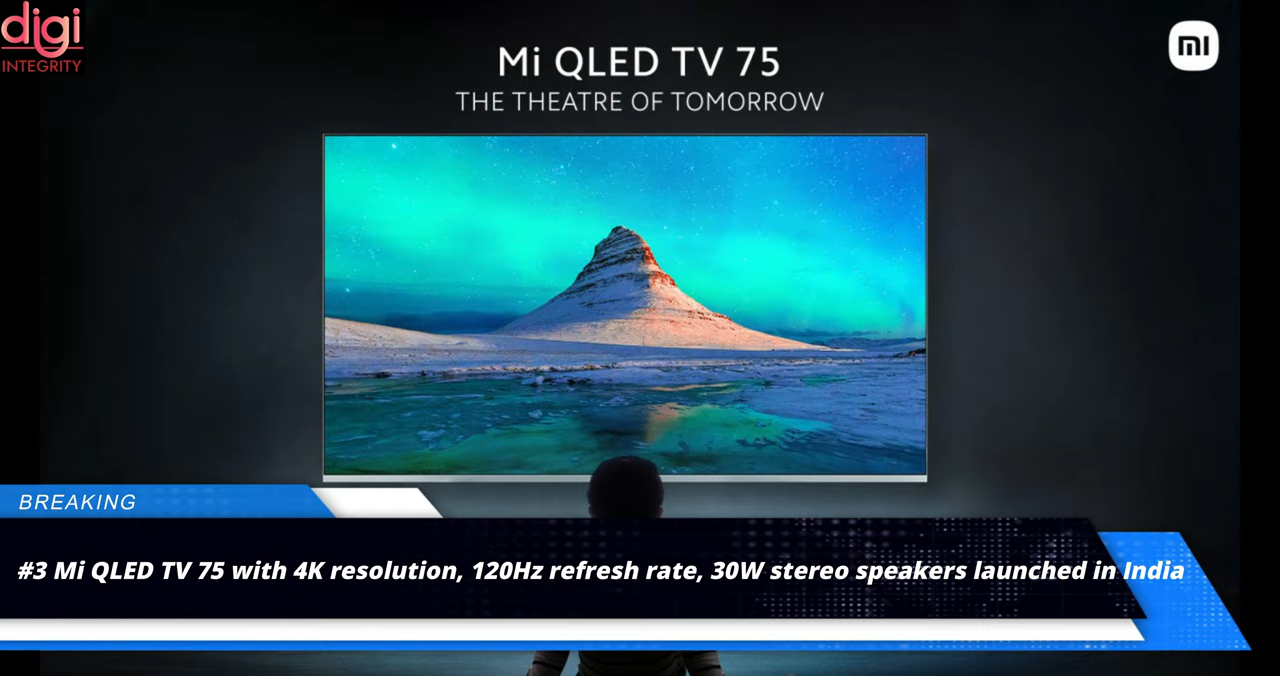 digi
INTEGRITY
Mi QLED TV 75
THE THEATRE OF TOMORROW
mi
BREAKING
#3 Mi QLED TV 75 with 4K resolution, 120Hz refresh rate, 30W stereo speakers launched in India